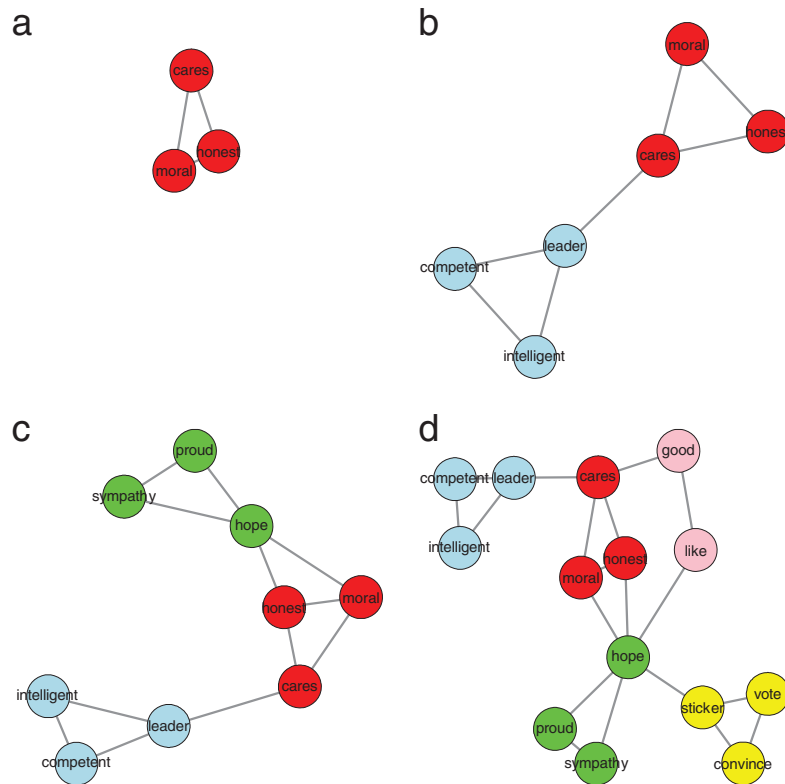 a
cares
honest
moral
b
moral
hones
cares
leader
competent
intelligent
c
proud
sympathy
hope
honest
moral
cares
intelligent
leader
competent
d
good
competent
leader
cares
intelligent
honest
like
moral
hope
vote
sticker
proud
sympathy
convince